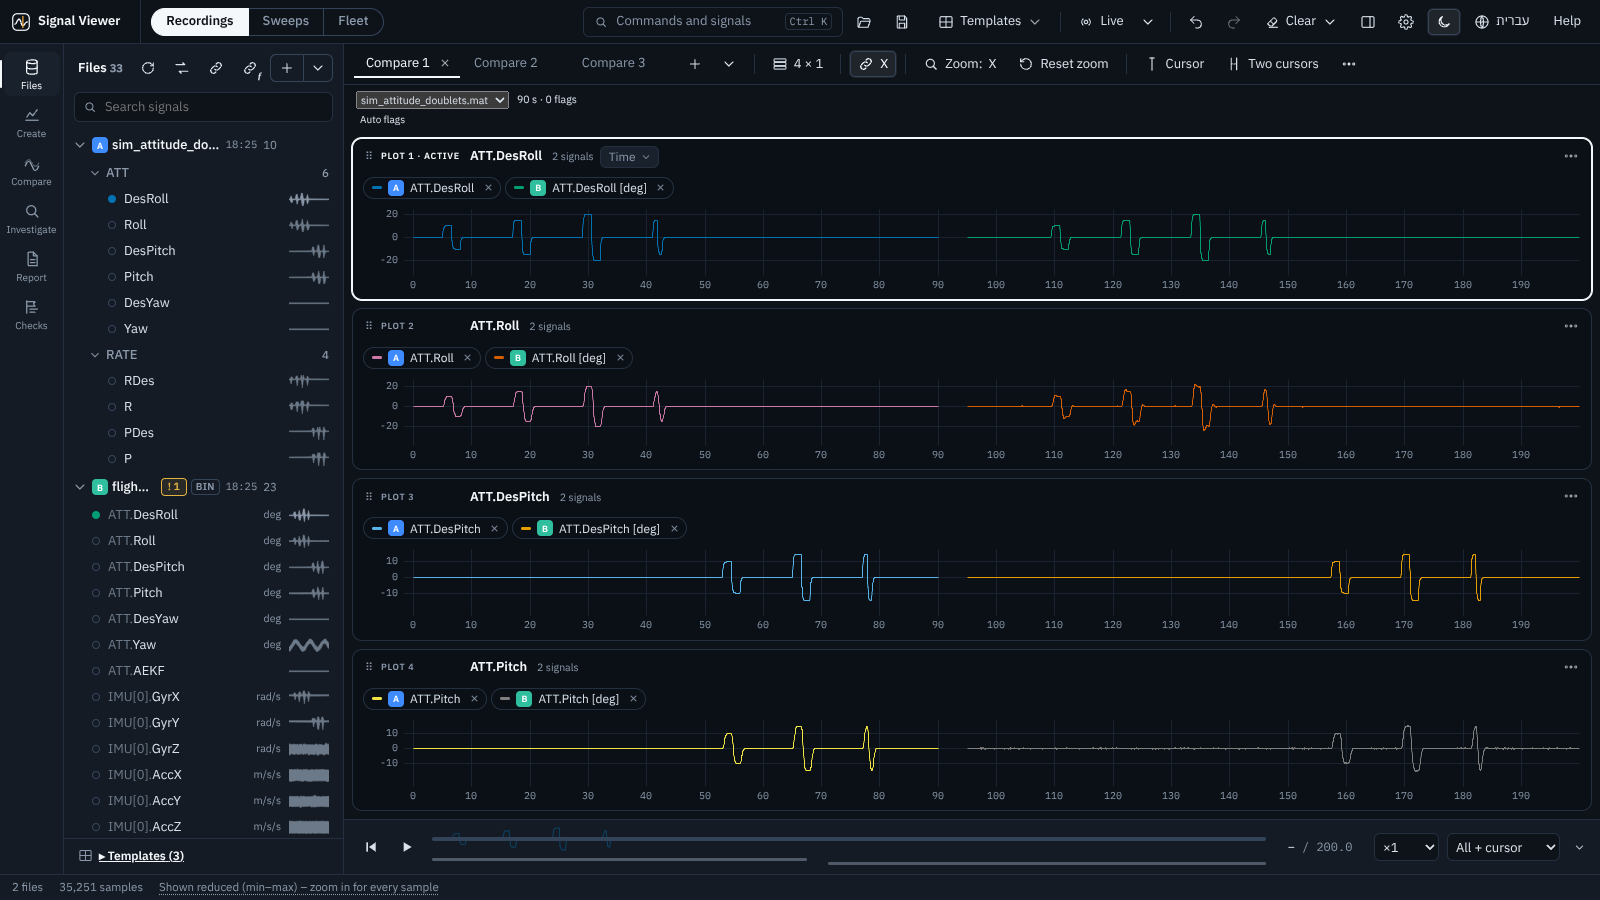 Signal Viewer
Recordings Sweeps Fleet
Commands and signals Ctrl K
Templates
Live
Clear
עברית
Help
Files
Create
Compare
Investigate
Report
Checks
Files 33
Search signals
A sim_attitude_do... 18:25 10
ATT 6
DesRoll
Roll
DesPitch
Pitch
DesYaw
Yaw
RATE 4
RDes
R
PDes
P
B fligh... !1 BIN 18:25 23
ATT.DesRoll deg
ATT.Roll deg
ATT.DesPitch deg
ATT.Pitch deg
ATT.DesYaw deg
ATT.Yaw deg
ATT.AEKF
IMU[0].GyrX rad/s
IMU[0].GyrY rad/s
IMU[0].GyrZ rad/s
IMU[0].AccX m/s/s
IMU[0].AccY m/s/s
IMU[0].AccZ m/s/s
▸ Templates (3)
Compare 1 × Compare 2 Compare 3 +
4 × 1 X Zoom: X Reset zoom Cursor Two cursors
sim_attitude_doublets.mat 90 s · 0 flags
Auto flags
PLOT 1 · ACTIVE ATT.DesRoll 2 signals Time
A ATT.DesRoll × B ATT.DesRoll [deg] ×
20
0
-20
0 10 20 30 40 50 60 70 80 90 100 110 120 130 140 150 160 170 180 190
PLOT 2 ATT.Roll 2 signals
A ATT.Roll × B ATT.Roll [deg] ×
20
0
-20
0 10 20 30 40 50 60 70 80 90 100 110 120 130 140 150 160 170 180 190
PLOT 3 ATT.DesPitch 2 signals
A ATT.DesPitch × B ATT.DesPitch [deg] ×
10
0
-10
0 10 20 30 40 50 60 70 80 90 100 110 120 130 140 150 160 170 180 190
PLOT 4 ATT.Pitch 2 signals
A ATT.Pitch × B ATT.Pitch [deg] ×
10
0
-10
0 10 20 30 40 50 60 70 80 90 100 110 120 130 140 150 160 170 180 190
– / 200.0 ×1 All + cursor
2 files 35,251 samples Shown reduced (min–max) – zoom in for every sample